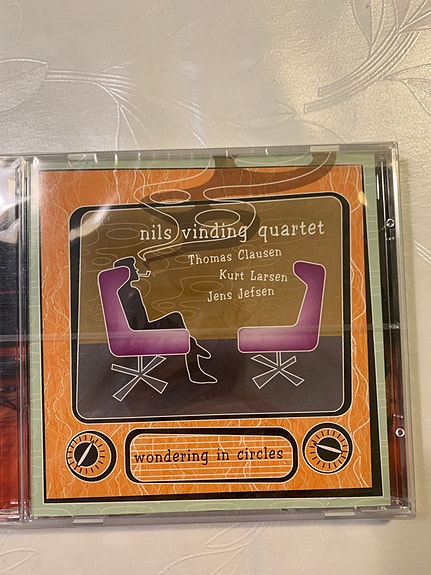 nils vinding quartet
Thomas Clausen
Kurt Larsen
Jens Jefsen
wondering in circles